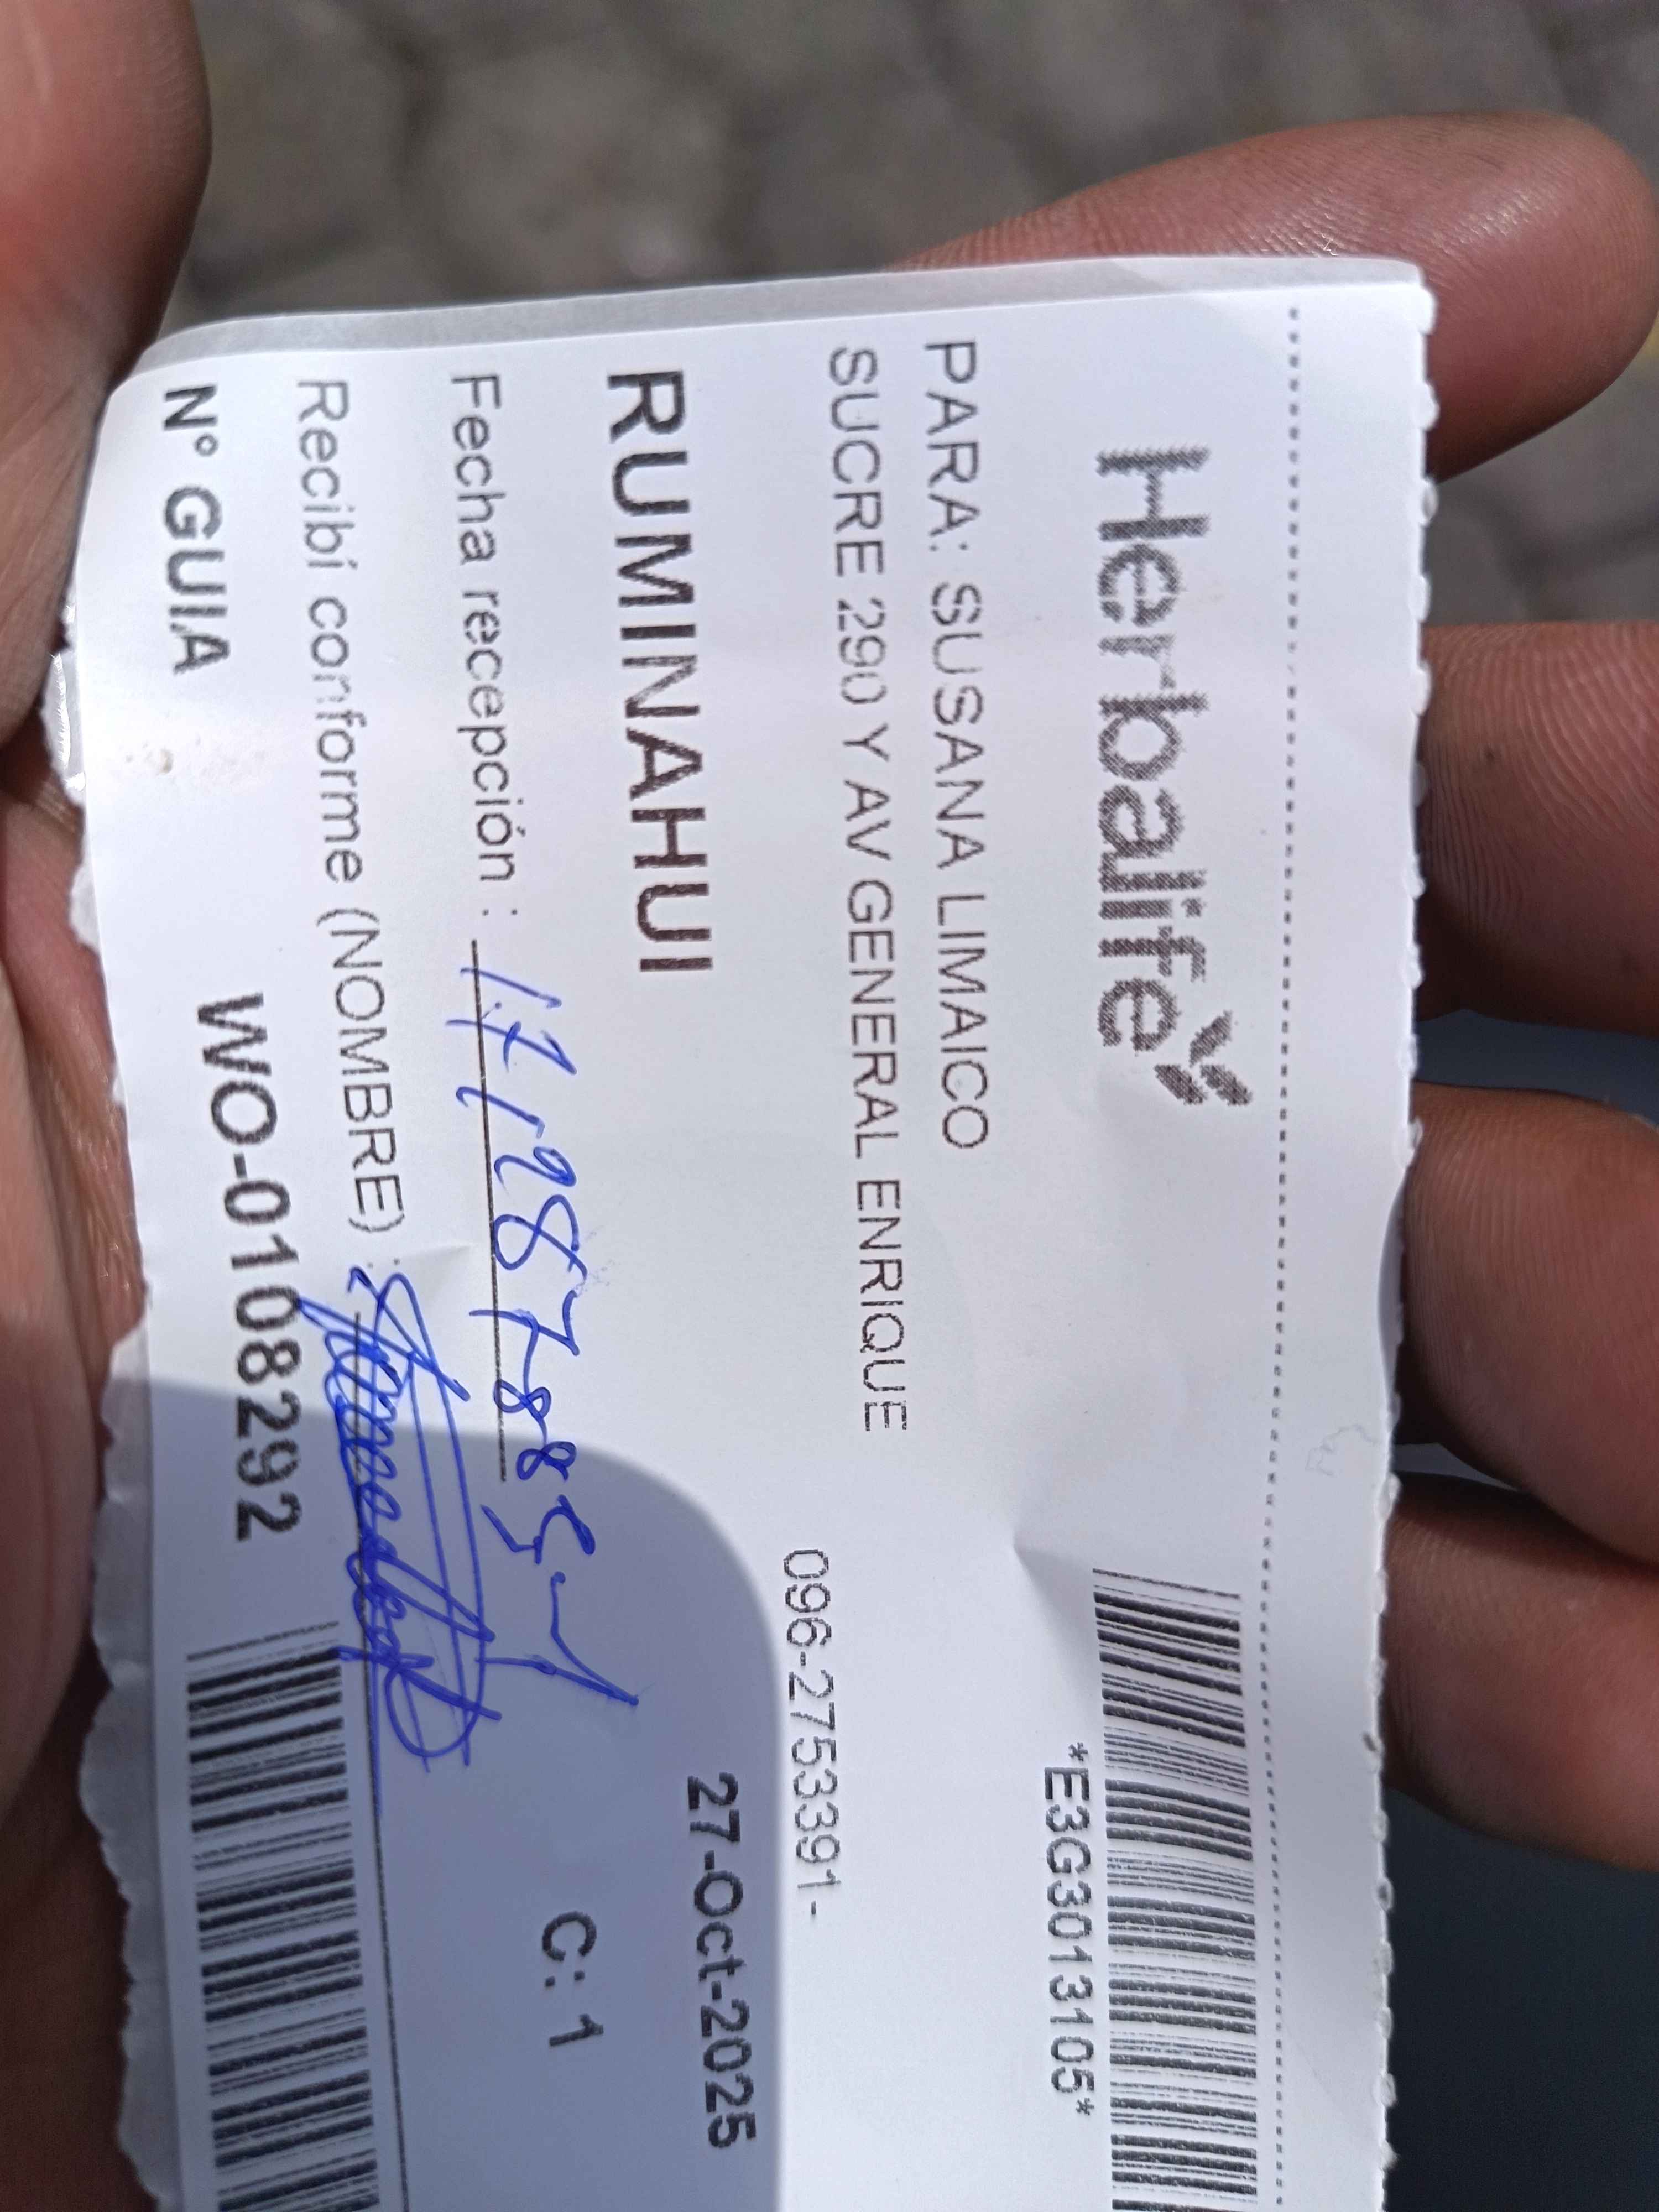 Herbalife
*E3G3013105*
PARA: SUSANA LIMAICO
SUCRE 290 Y AV GENERAL ENRIQUE
096-2753391-
RUMINAHUI
27-Oct-2025
Fecha recepción :
C: 1
Recibí conforme (NOMBRE) :
N° GUIA WO-0108292